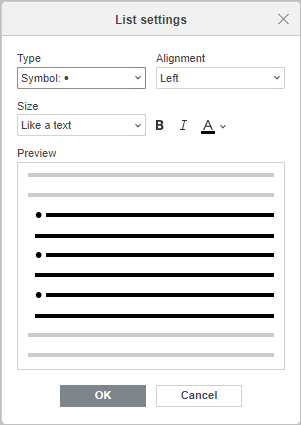 List settings
Type Alignment
Symbol: • Left
Size
Like a text B I A
Preview
OK Cancel